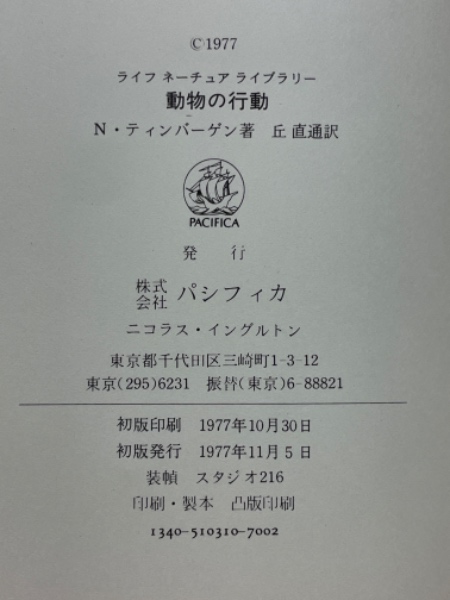 ©1977
ライフ ネーチュア ライブラリー
動物の行動
N・ティンバーゲン著 丘 直通訳
PACIFICA
発 行
株式会社 パシフィカ
ニコラス・イングルトン
東京都千代田区三崎町1-3-12
東京(295)6231 振替(東京)6-88821
初版印刷 1977年10月30日
初版発行 1977年11月5日
装幀 スタジオ216
印刷・製本 凸版印刷
1340-510310-7002